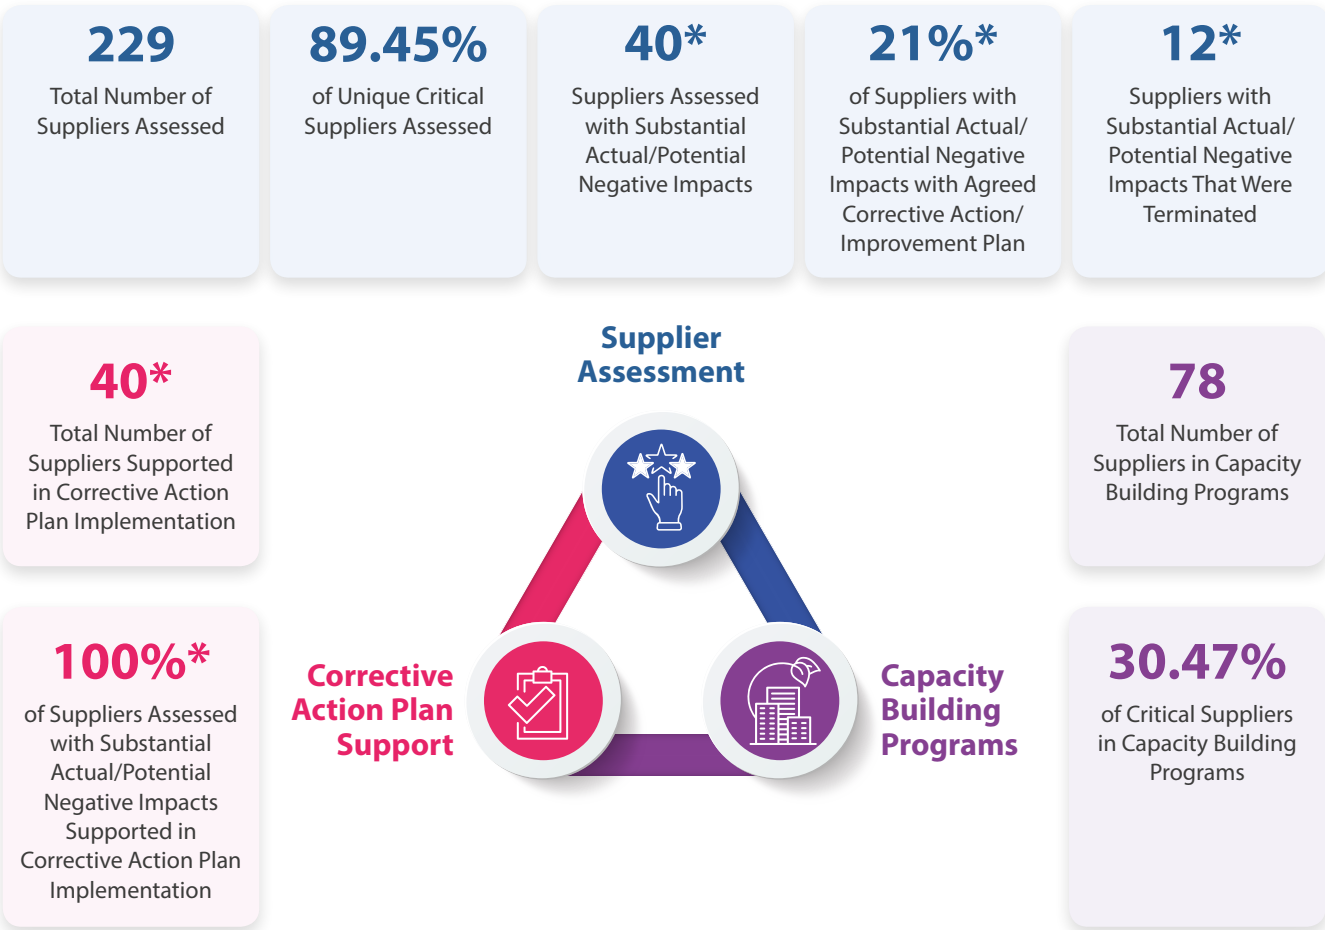 229
Total Number of
Suppliers Assessed
89.45%
of Unique Critical
Suppliers Assessed
40*
Suppliers Assessed
with Substantial
Actual/Potential
Negative Impacts
21%*
of Suppliers with
Substantial Actual/
Potential Negative
Impacts with Agreed
Corrective Action/
Improvement Plan
12*
Suppliers with
Substantial Actual/
Potential Negative
Impacts That Were
Terminated
40*
Total Number of
Suppliers Supported
in Corrective Action
Plan Implementation
Supplier
Assessment
78
Total Number of
Suppliers in Capacity
Building Programs
100%*
of Suppliers Assessed
with Substantial
Actual/Potential
Negative Impacts
Supported in
Corrective Action Plan
Implementation
Corrective
Action Plan
Support
Capacity
Building
Programs
30.47%
of Critical Suppliers
in Capacity Building
Programs